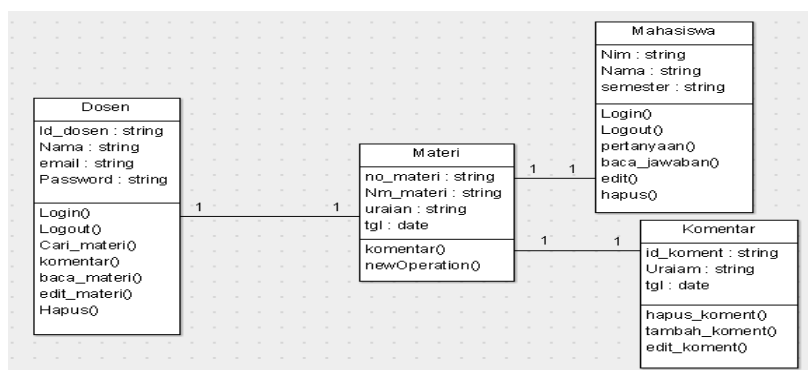 Dosen
Id_dosen : string
Nama : string
email : string
Password : string
Login()
Logout()
Cari_materi()
komentar()
baca_materi()
edit_materi()
Hapus()
1
1
Materi
no_materi : string
Nm_materi : string
uraian : string
tgl : date
komentar()
newOperation()
1
1
Mahasiswa
Nim : string
Nama : string
semester : string
Login()
Logout()
pertanyaan()
baca_jawaban()
edit()
hapus()
1
1
Komentar
id_koment : string
Uraiam : string
tgl : date
hapus_koment()
tambah_koment()
edit_koment()